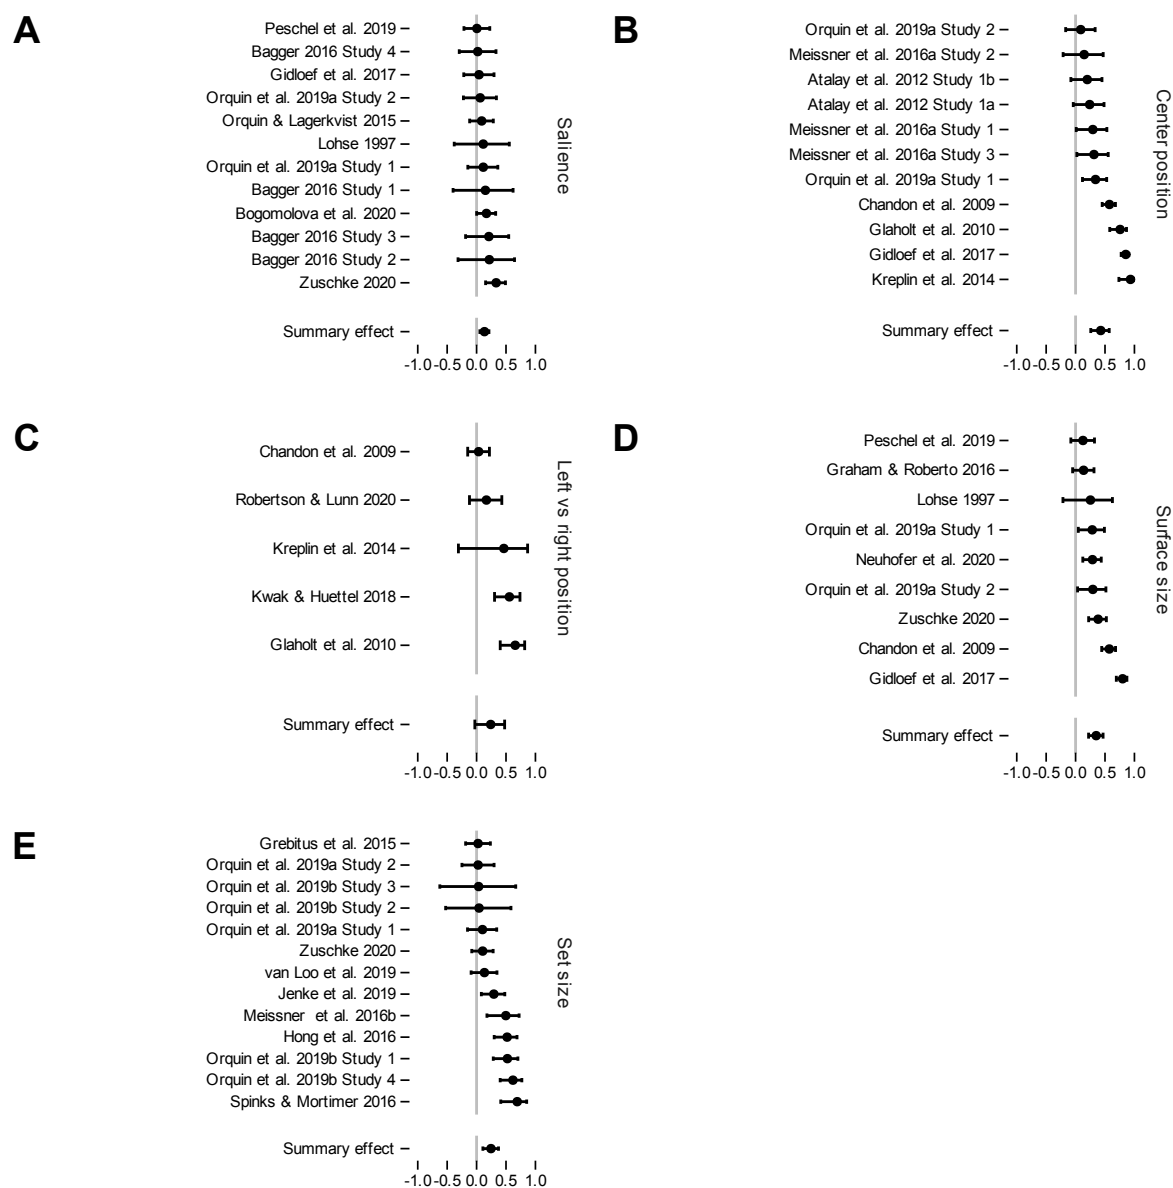 A
Peschel et al. 2019
Bagger 2016 Study 4
Gidloef et al. 2017
Orquin et al. 2019a Study 2
Orquin & Lagerkvist 2015
Lohse 1997
Orquin et al. 2019a Study 1
Bagger 2016 Study 1
Bogomolova et al. 2020
Bagger 2016 Study 3
Bagger 2016 Study 2
Zuschke 2020
Summary effect
-1.0 -0.5 0.0 0.5 1.0
Salience
B
Orquin et al. 2019a Study 2
Meissner et al. 2016a Study 2
Atalay et al. 2012 Study 1b
Atalay et al. 2012 Study 1a
Meissner et al. 2016a Study 1
Meissner et al. 2016a Study 3
Orquin et al. 2019a Study 1
Chandon et al. 2009
Glaholt et al. 2010
Gidloef et al. 2017
Kreplin et al. 2014
Summary effect
-1.0 -0.5 0.0 0.5 1.0
Center position
C
Chandon et al. 2009
Robertson & Lunn 2020
Kreplin et al. 2014
Kwak & Huettel 2018
Glaholt et al. 2010
Summary effect
-1.0 -0.5 0.0 0.5 1.0
Left vs right position
D
Peschel et al. 2019
Graham & Roberto 2016
Lohse 1997
Orquin et al. 2019a Study 1
Neuhofer et al. 2020
Orquin et al. 2019a Study 2
Zuschke 2020
Chandon et al. 2009
Gidloef et al. 2017
Summary effect
-1.0 -0.5 0.0 0.5 1.0
Surface size
E
Grebitus et al. 2015
Orquin et al. 2019a Study 2
Orquin et al. 2019b Study 3
Orquin et al. 2019b Study 2
Orquin et al. 2019a Study 1
Zuschke 2020
van Loo et al. 2019
Jenke et al. 2019
Meissner et al. 2016b
Hong et al. 2016
Orquin et al. 2019b Study 1
Orquin et al. 2019b Study 4
Spinks & Mortimer 2016
Summary effect
-1.0 -0.5 0.0 0.5 1.0
Set size